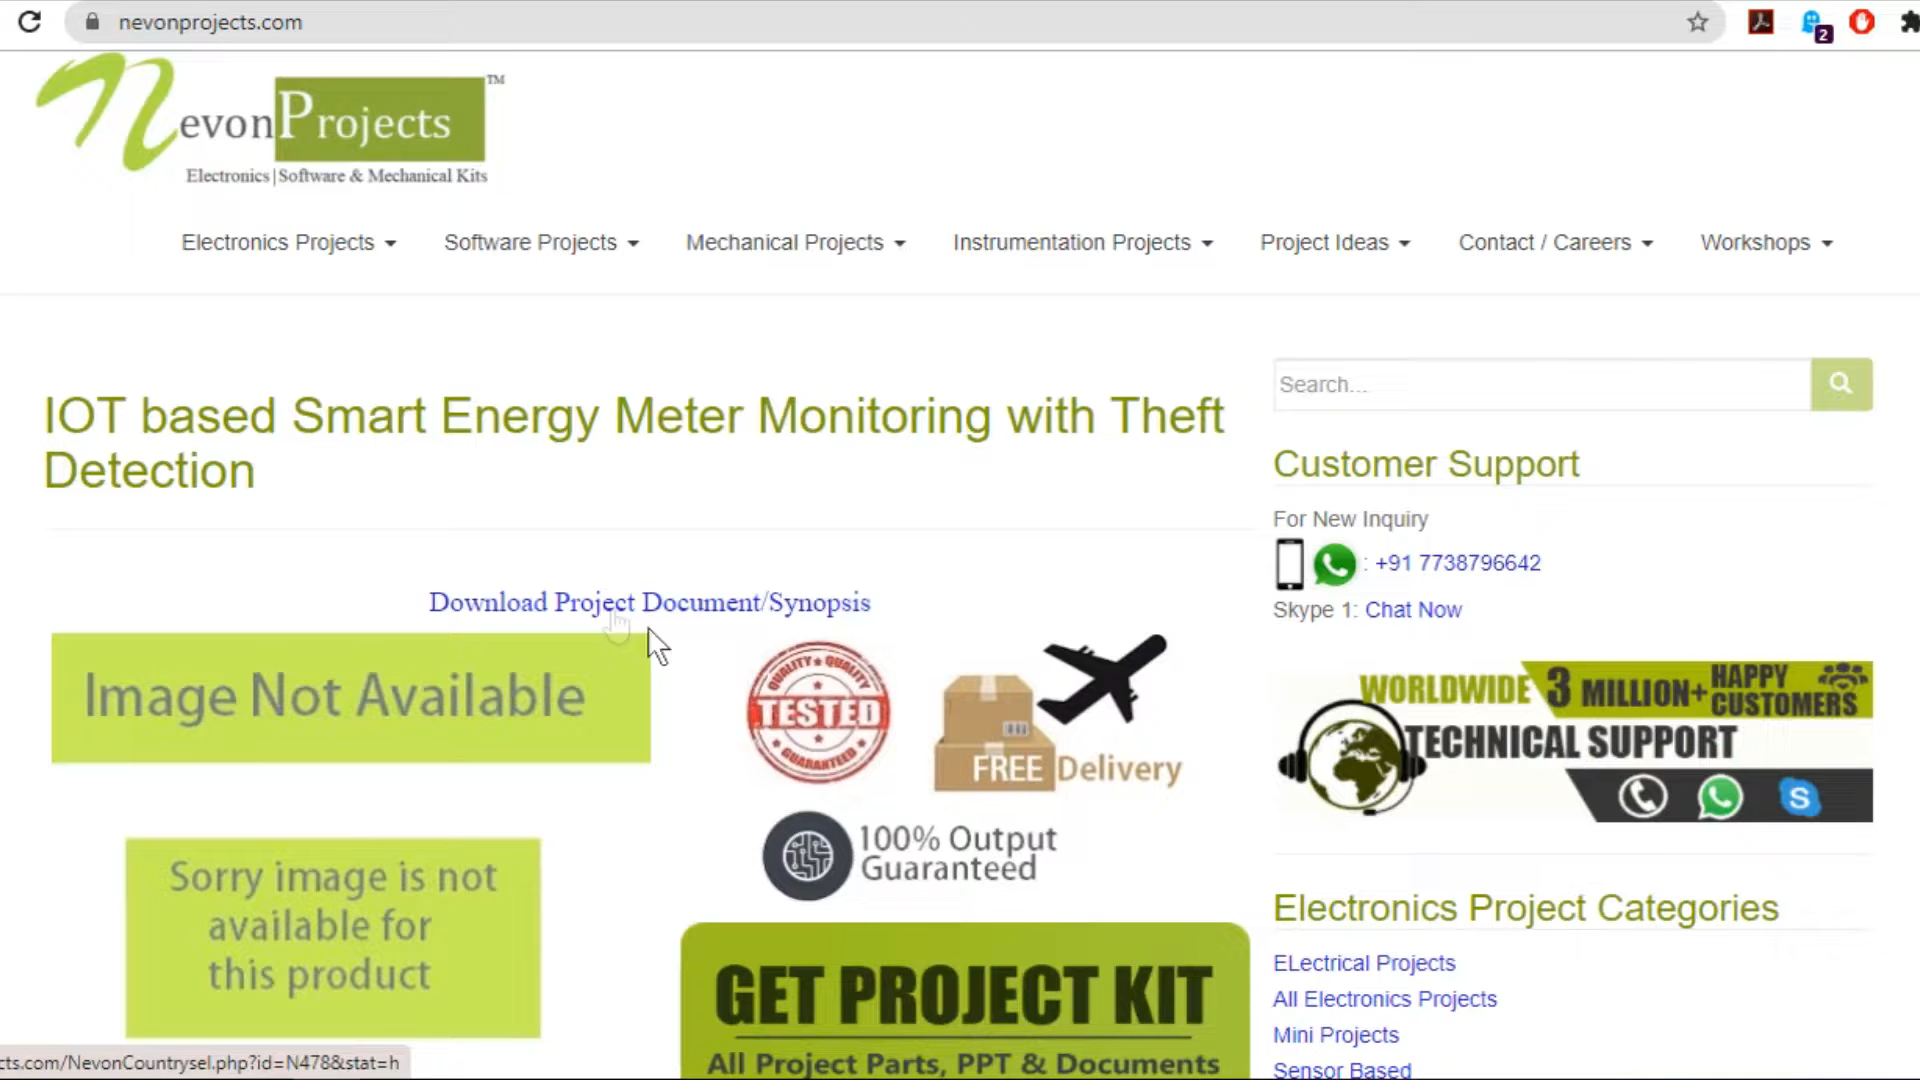 nevonprojects.com
2
NevonProjects™
Electronics|Software & Mechanical Kits
Electronics Projects
Software Projects
Mechanical Projects
Instrumentation Projects
Project Ideas
Contact / Careers
Workshops
IOT based Smart Energy Meter Monitoring with Theft
Detection
Download Project Document/Synopsis
Image Not Available
QUALITY QUALITY
TESTED
GUARANTEED
FREE Delivery
100% Output
Guaranteed
Sorry image is not
available for
this product
GET PROJECT KIT
All Project Parts, PPT & Documents
Search...
Customer Support
For New Inquiry
: +91 7738796642
Skype 1: Chat Now
WORLDWIDE 3 MILLION+ HAPPY
CUSTOMERS
TECHNICAL SUPPORT
S
Electronics Project Categories
ELectrical Projects
All Electronics Projects
Mini Projects
Sensor Based
cts.com/NevonCountrysel.php?id=N478&stat=h